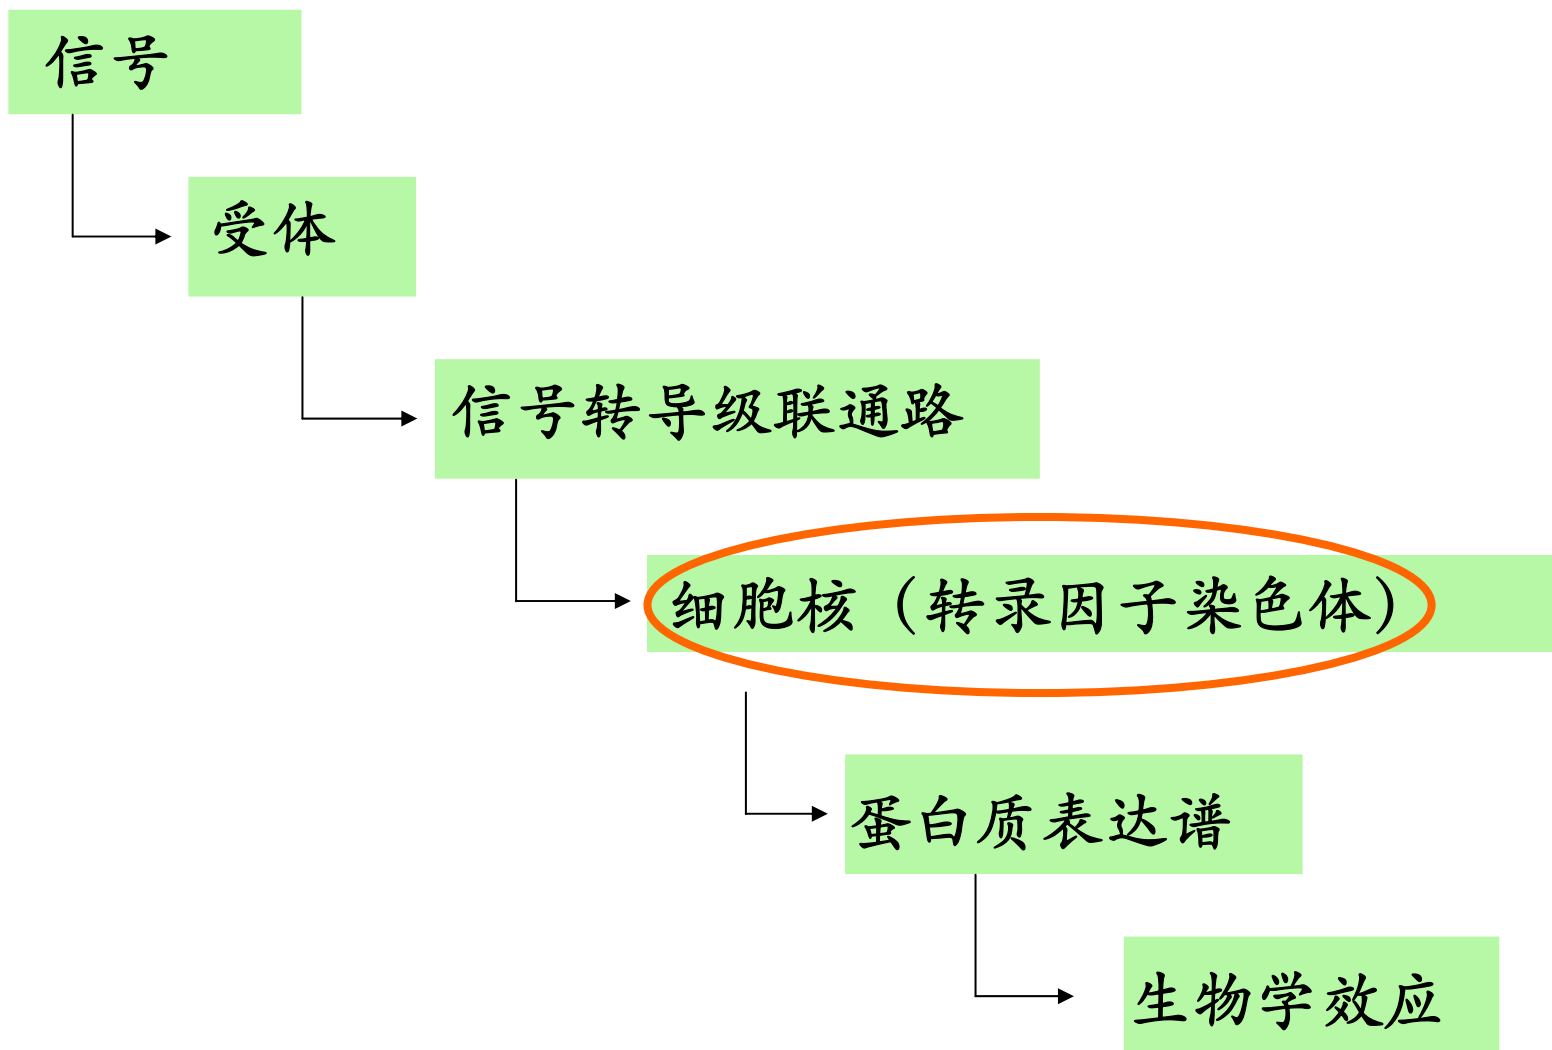 信号
受体
信号转导级联通路
细胞核（转录因子染色体）
蛋白质表达谱
生物学效应